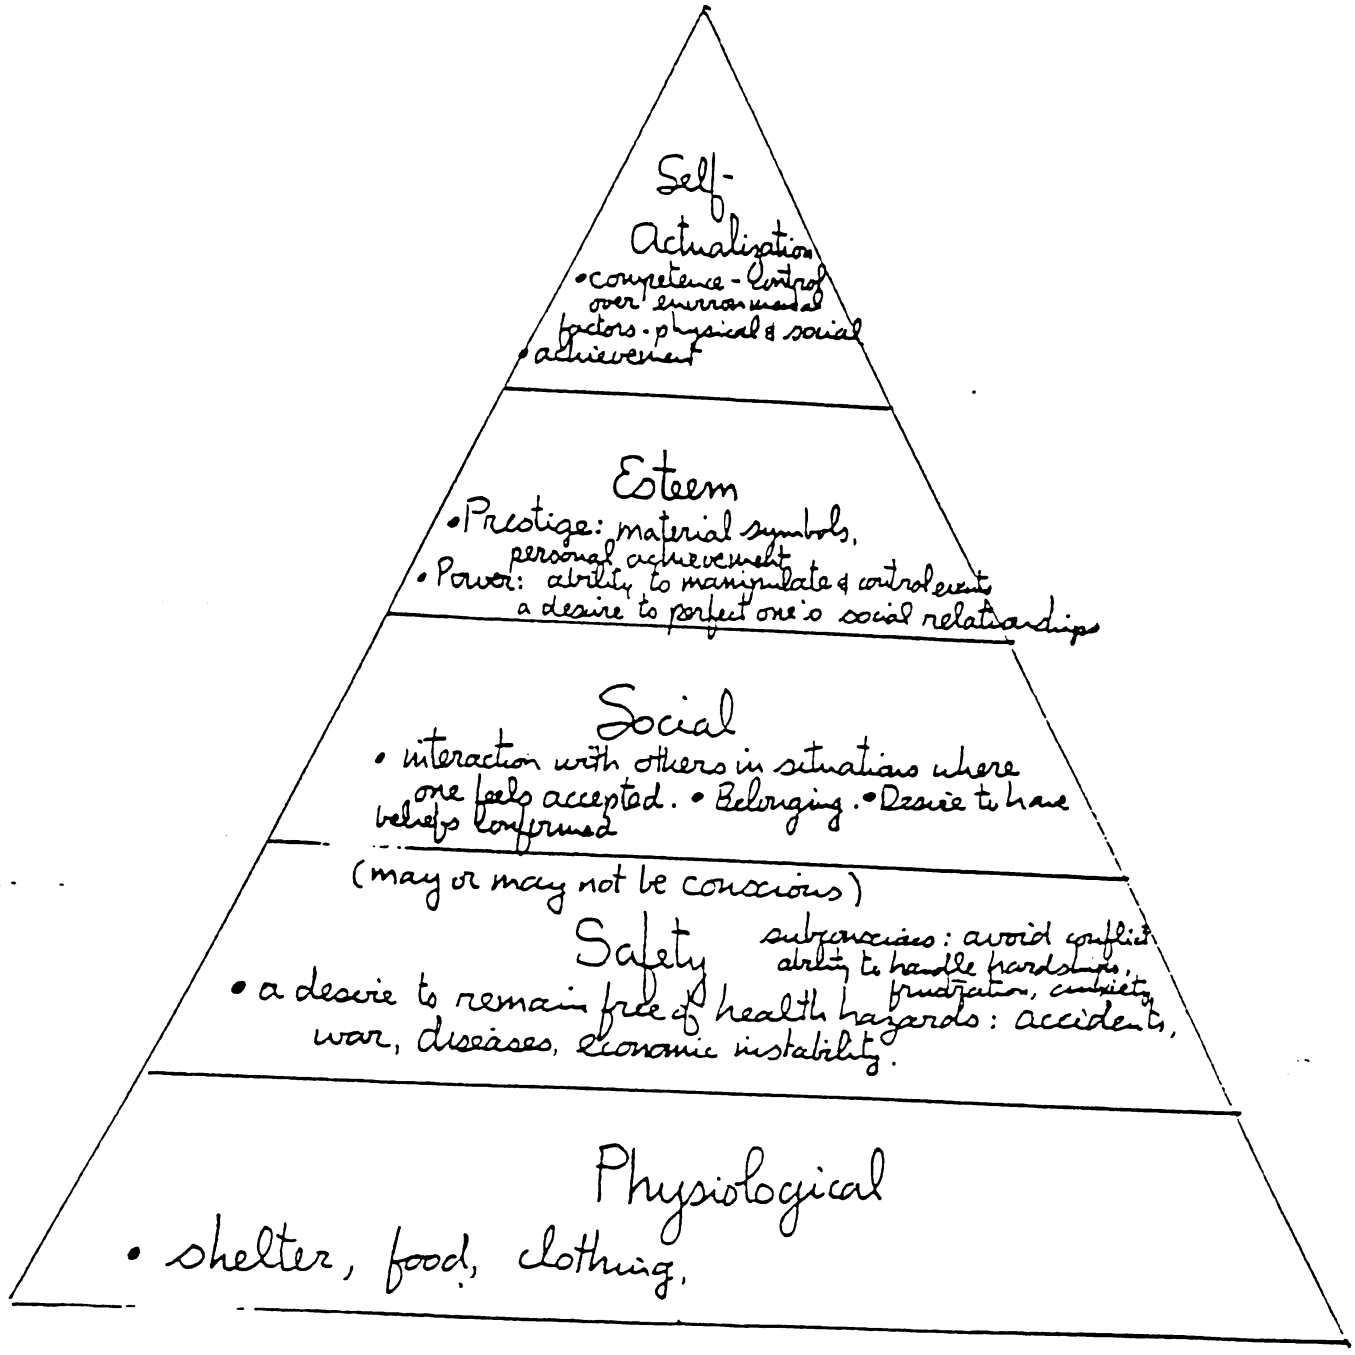 Self-
Actualization
• competence - control
over environmental
factors. physical & social
• achievement
Esteem
• Prestige: material symbols,
personal achievement
• Power: ability to manipulate & control events
a desire to perfect one's social relationships
Social
• interaction with others in situations where
one feels accepted. • Belonging. • Desire to have
beliefs confirmed
(may or may not be conscious)
Safety
subconscious: avoid conflict
ability to handle hardships,
frustration, anxiety
• a desire to remain free of health hazards: accidents,
war, diseases, economic instability.
Physiological
• shelter, food, clothing,